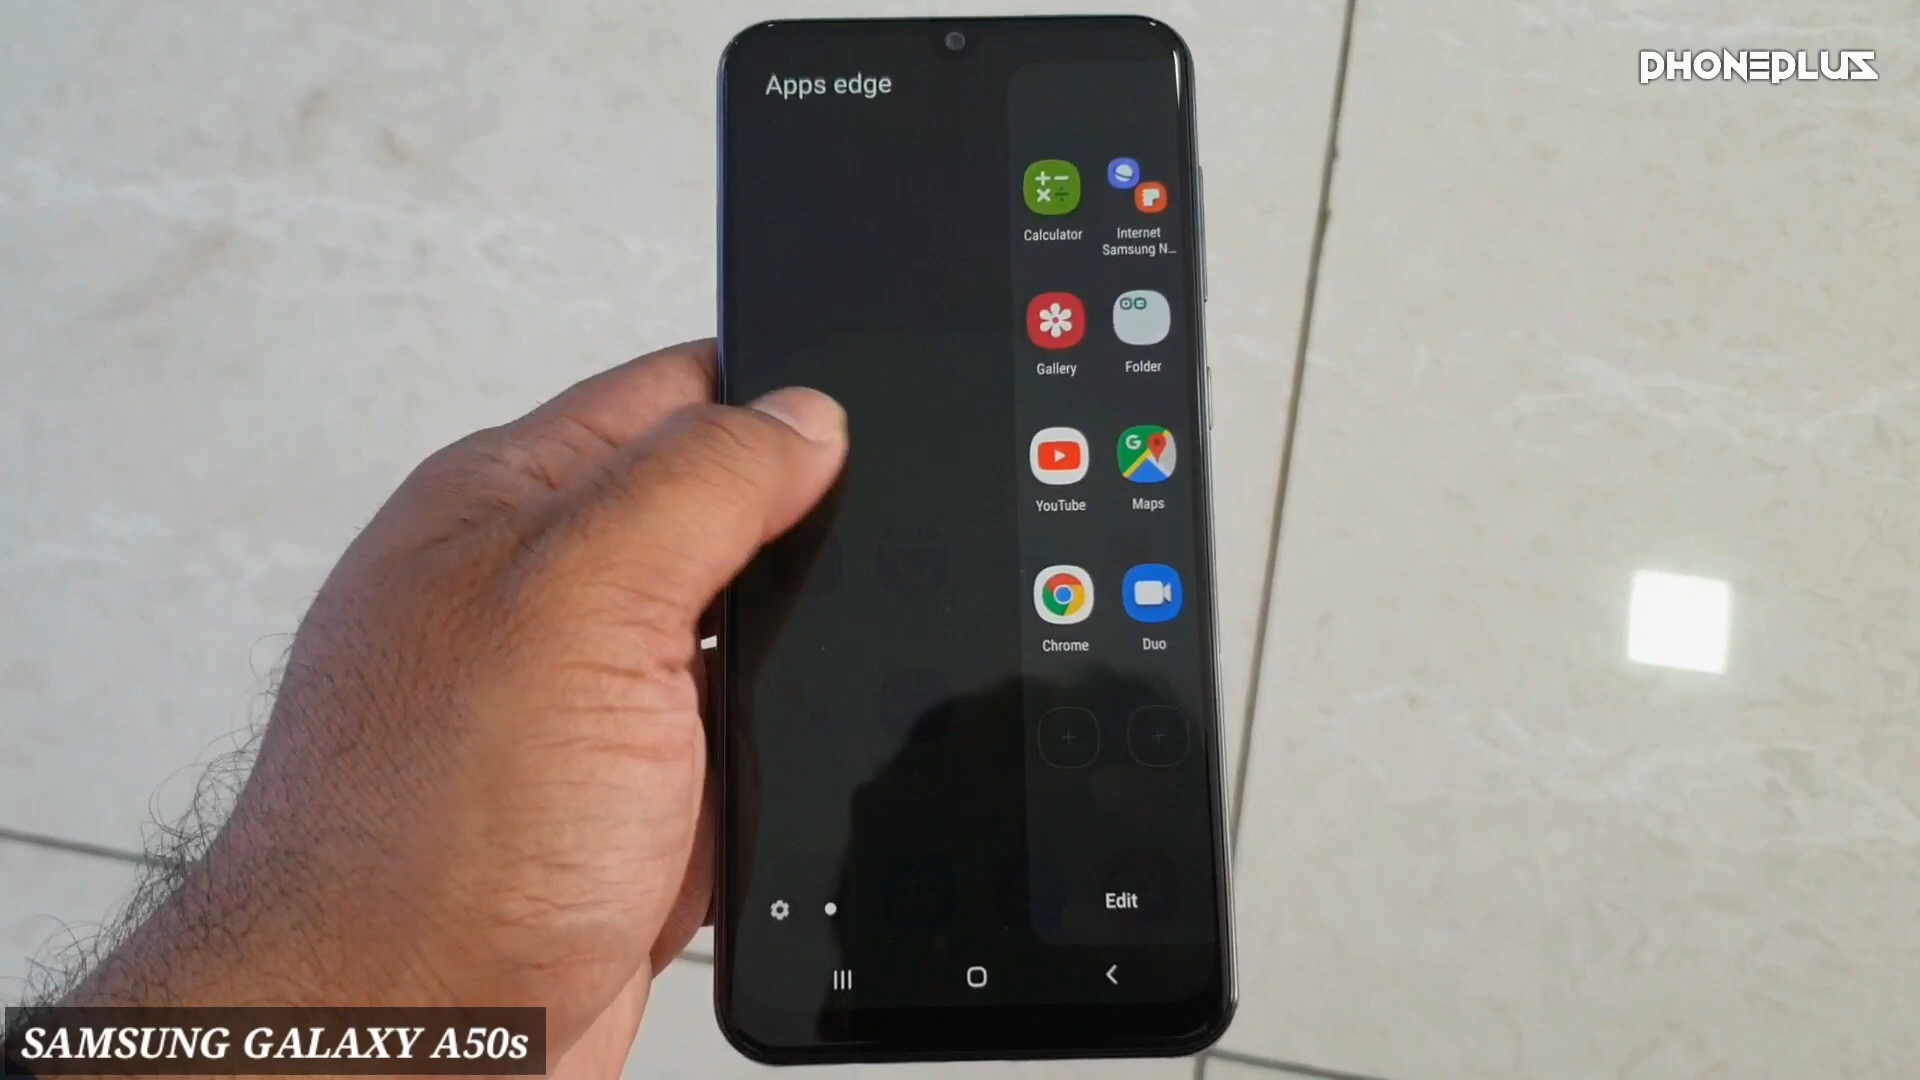 PHONEPLUS
Apps edge
Calculator
Internet
Samsung N...
Gallery
Folder
YouTube
Maps
Chrome
Duo
Edit
SAMSUNG GALAXY A50s